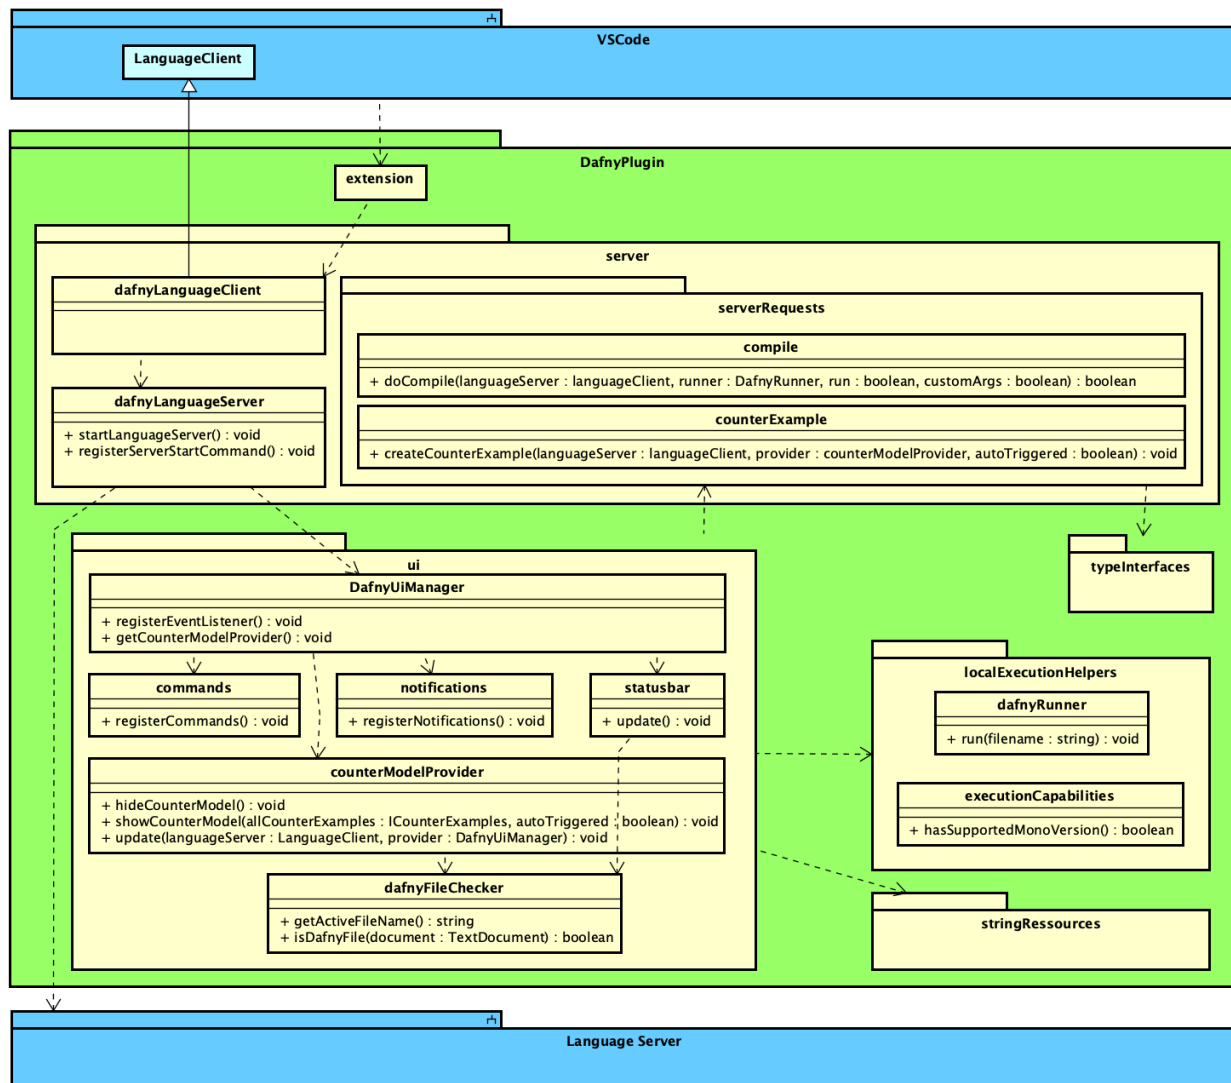 VSCode
LanguageClient
DafnyPlugin
extension
server
dafnyLanguageClient
serverRequests
compile
+ doCompile(languageServer : languageClient, runner : DafnyRunner, run : boolean, customArgs : boolean) : boolean
dafnyLanguageServer
+ startLanguageServer() : void
+ registerServerStartCommand() : void
counterExample
+ createCounterExample(languageServer : languageClient, provider : counterModelProvider, autoTriggered : boolean) : void
ui
DafnyUiManager
+ registerEventListener() : void
+ getCounterModelProvider() : void
typeInterfaces
commands
+ registerCommands() : void
notifications
+ registerNotifications() : void
statusbar
+ update() : void
localExecutionHelpers
dafnyRunner
+ run(filename : string) : void
counterModelProvider
+ hideCounterModel() : void
+ showCounterModel(allCounterExamples : ICounterExamples, autoTriggered : boolean) : void
+ update(languageServer : LanguageClient, provider : DafnyUiManager) : void
executionCapabilities
+ hasSupportedMonoVersion() : boolean
dafnyFileChecker
+ getActiveFileName() : string
+ isDafnyFile(document : TextDocument) : boolean
stringRessources
Language Server